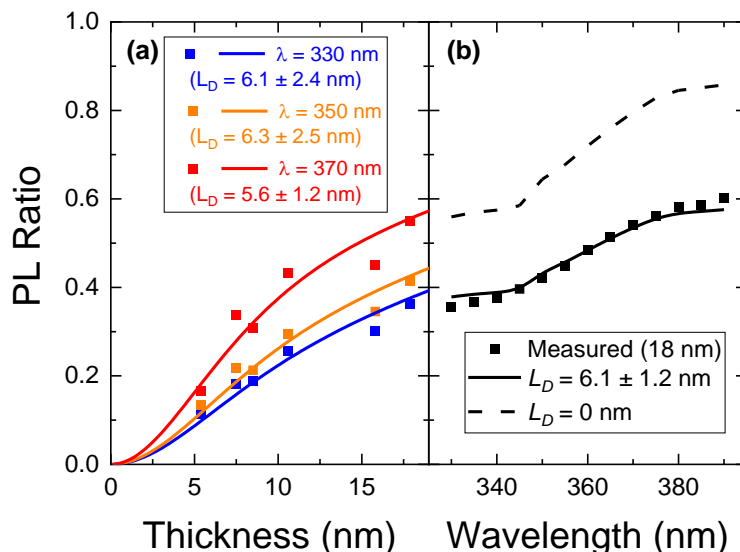 PL Ratio
1.0
0.8
0.6
0.4
0.2
0.0
(a)
λ = 330 nm
(L_D = 6.1 ± 2.4 nm)
λ = 350 nm
(L_D = 6.3 ± 2.5 nm)
λ = 370 nm
(L_D = 5.6 ± 1.2 nm)
0 5 10 15
Thickness (nm)
(b)
Measured (18 nm)
L_D = 6.1 ± 1.2 nm
L_D = 0 nm
340 360 380
Wavelength (nm)